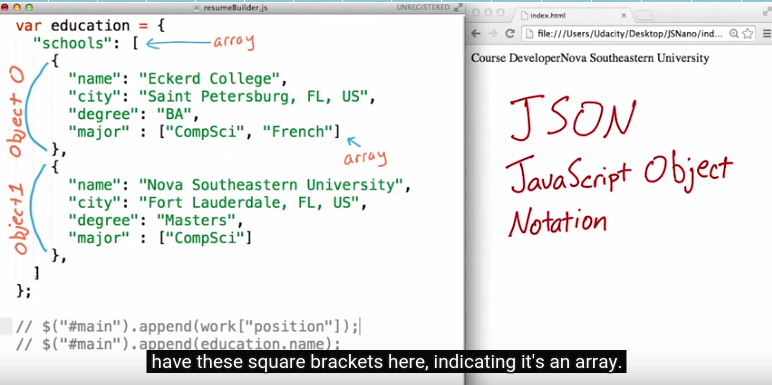 resumeBuilder.js
UNREGISTERED
var education = {
"schools": [
array
{
"name": "Eckerd College",
"city": "Saint Petersburg, FL, US",
"degree": "BA",
"major" : ["CompSci", "French"]
},
Object 0
array
{
"name": "Nova Southeastern University",
"city": "Fort Lauderdale, FL, US",
"degree": "Masters",
"major" : ["CompSci"]
},
Object 1
]
};
// $("#main").append(work["position"]);
// $("#main").append(education.name);
index.html
file:///Users/Udacity/Desktop/JSNano/ind...
Course DeveloperNova Southeastern University
JSON
JavaScript Object
Notation
have these square brackets here, indicating it's an array.